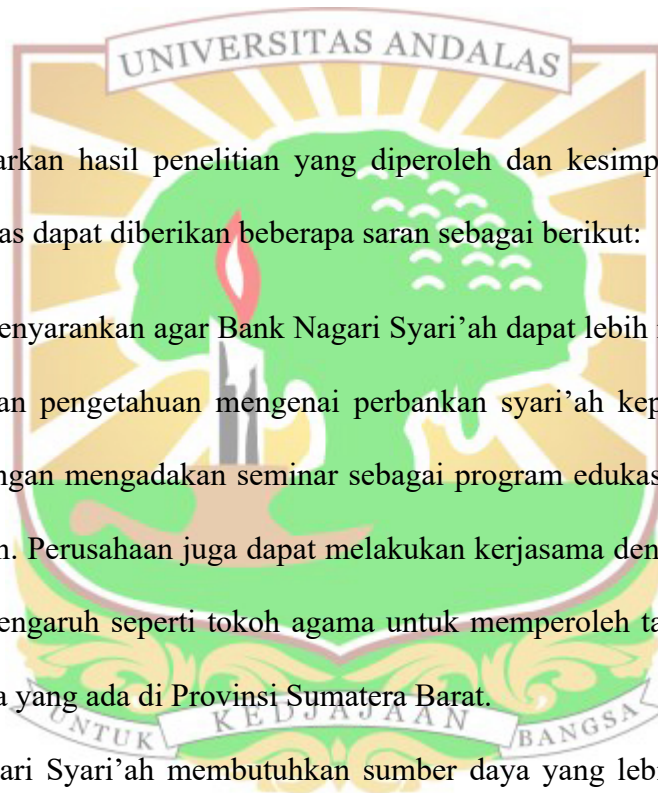 UNIVERSITAS ANDALAS
arkan hasil penelitian yang diperoleh dan kesimp
as dapat diberikan beberapa saran sebagai berikut:
enyarankan agar Bank Nagari Syari’ah dapat lebih
an pengetahuan mengenai perbankan syari’ah kep
ngan mengadakan seminar sebagai program edukas
n. Perusahaan juga dapat melakukan kerjasama den
engaruh seperti tokoh agama untuk memperoleh ta
a yang ada di Provinsi Sumatera Barat.
UNTUK KEDJAJAAN BANGSA
ari Syari’ah membutuhkan sumber daya yang lebi